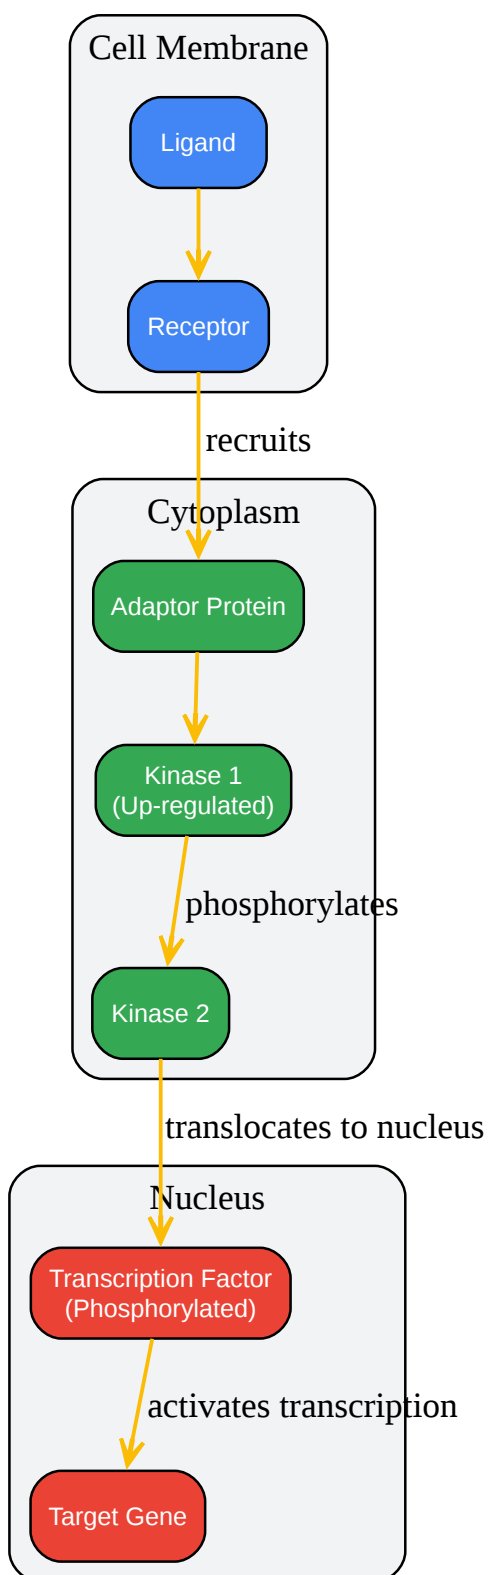 Cell Membrane
Ligand
Receptor
recruits
Cytoplasm
Adaptor Protein
Kinase 1
(Up-regulated)
phosphorylates
Kinase 2
translocates to nucleus
Nucleus
Transcription Factor
(Phosphorylated)
activates transcription
Target Gene